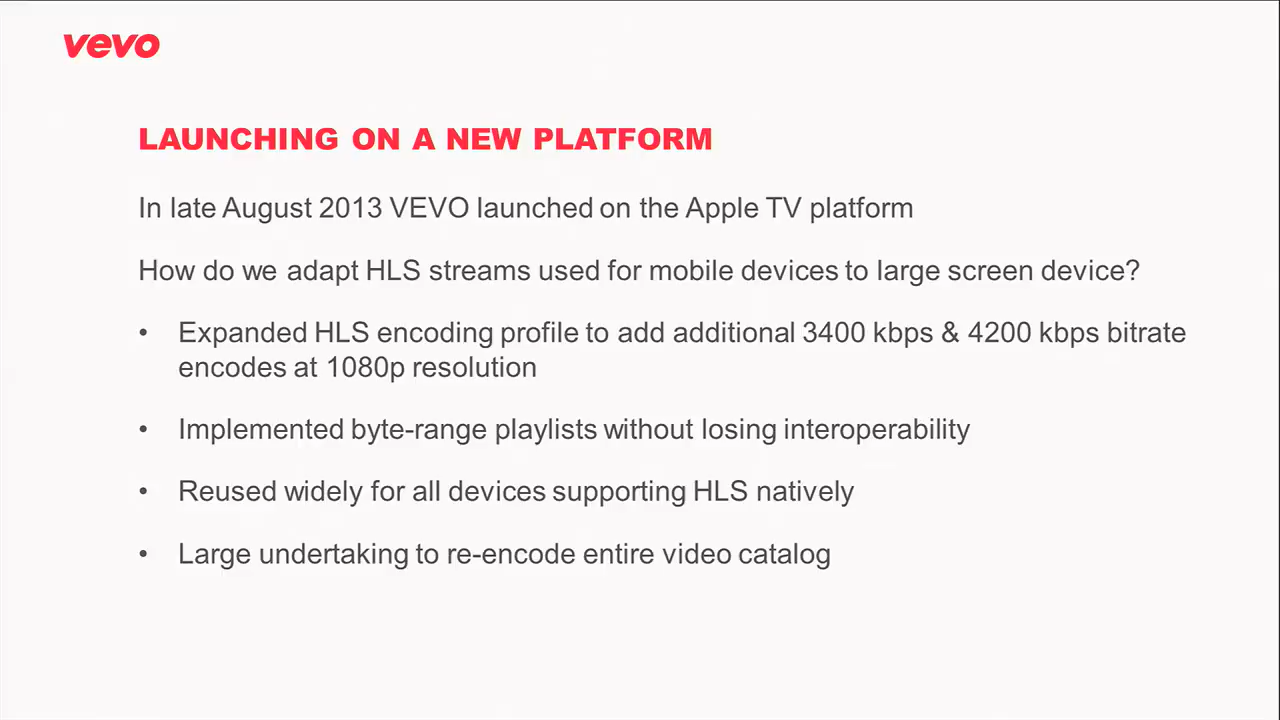 vevo
LAUNCHING ON A NEW PLATFORM
In late August 2013 VEVO launched on the Apple TV platform
How do we adapt HLS streams used for mobile devices to large screen device?
• Expanded HLS encoding profile to add additional 3400 kbps & 4200 kbps bitrate
encodes at 1080p resolution
• Implemented byte-range playlists without losing interoperability
• Reused widely for all devices supporting HLS natively
• Large undertaking to re-encode entire video catalog